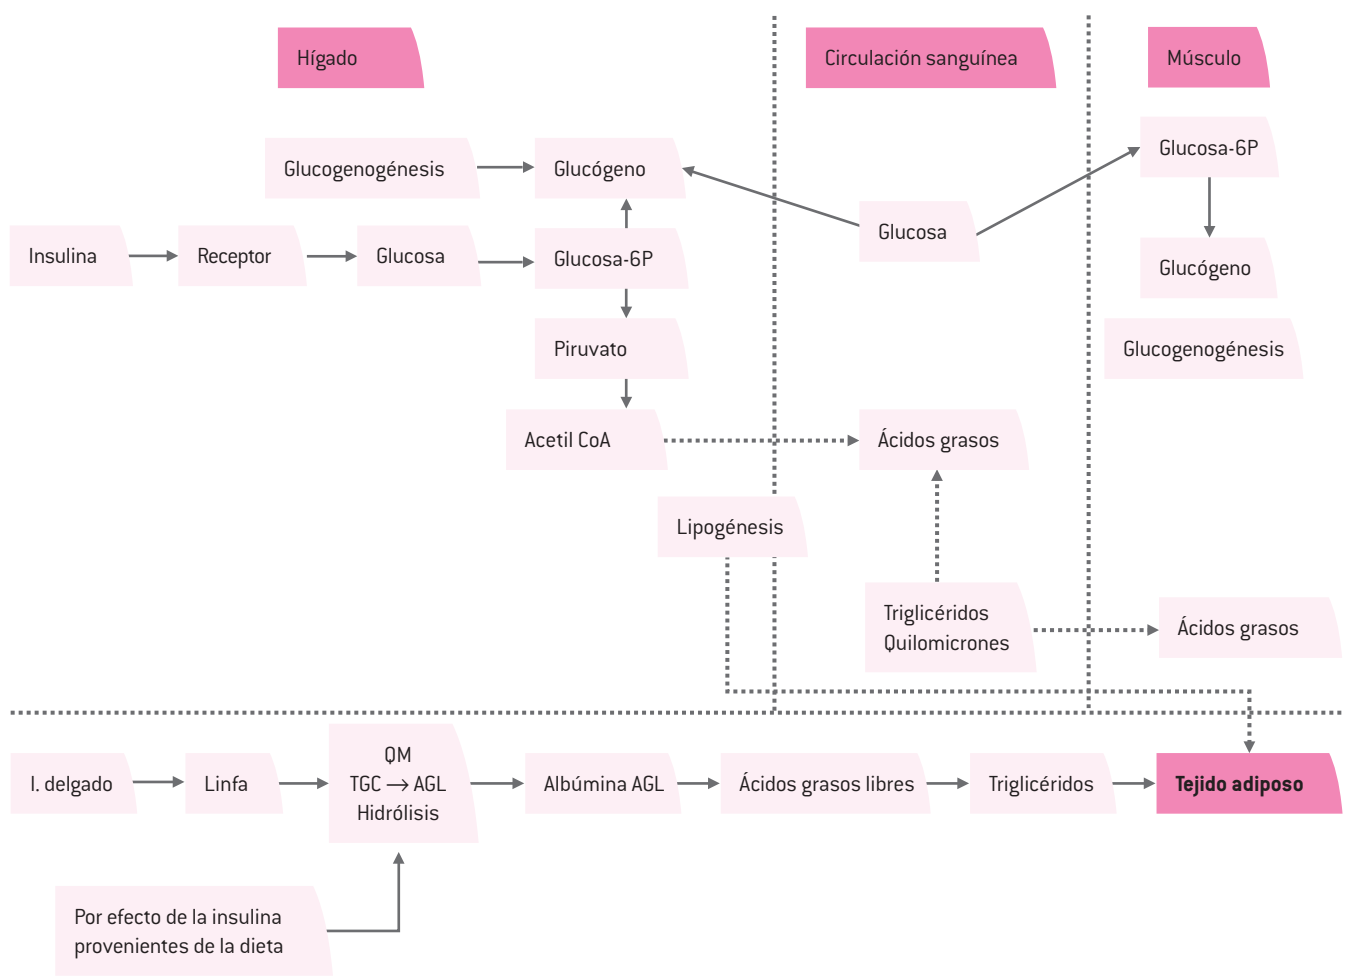 Hígado
Circulación sanguínea
Músculo
Glucogenogénesis
Glucógeno
Glucosa-6P
Glucosa
Insulina
Receptor
Glucosa
Glucosa-6P
Glucógeno
Piruvato
Glucogenogénesis
Acetil CoA
Ácidos grasos
Lipogénesis
Triglicéridos
Quilomicrones
Ácidos grasos
I. delgado
Linfa
QM
TGC → AGL
Hidrólisis
Albúmina AGL
Ácidos grasos libres
Triglicéridos
Tejido adiposo
Por efecto de la insulina
provenientes de la dieta